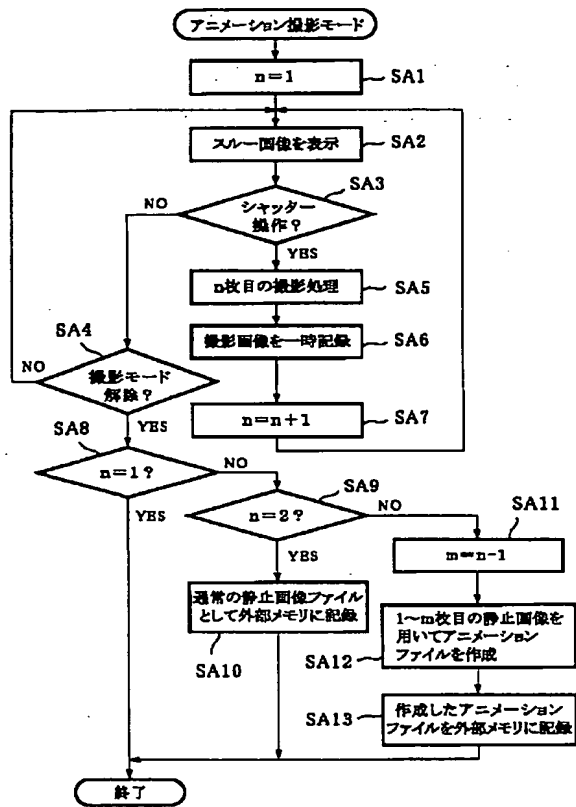 アニメーション撮影モード
n=1
SA1
スルー画像を表示
SA2
SA3
シャッター
操作?
NO
YES
n枚目の撮影処理
SA5
撮影画像を一時記録
SA6
n=n+1
SA7
SA4
NO
撮影モード
解除?
YES
SA8
n=1?
NO
YES
SA9
n=2?
NO
YES
SA11
m=n-1
通常の静止画像ファイル
として外部メモリに記録
SA10
1~m枚目の静止画像を
用いてアニメーション
ファイルを作成
SA12
作成したアニメーション
ファイルを外部メモリに記録
SA13
終了